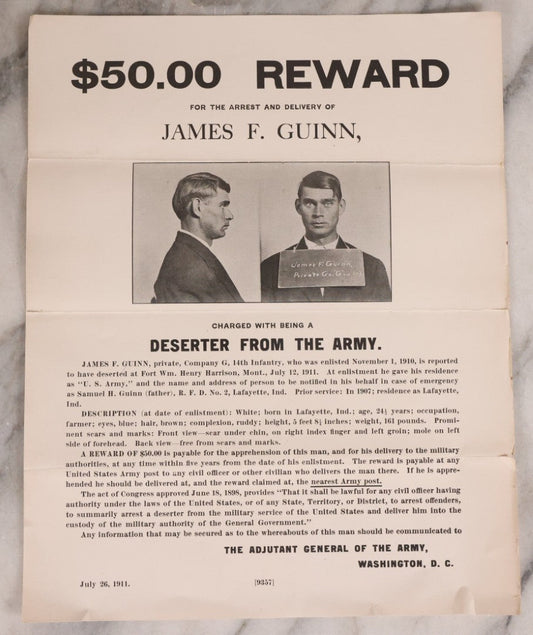 $50.00 REWARD
FOR THE ARREST AND DELIVERY OF
JAMES F. GUINN,
James F. Guinn,
Private Co. G.
CHARGED WITH BEING A
DESERTER FROM THE ARMY.
JAMES F. GUINN, private, Company G, 14th Infantry, who was enlisted November 1, 1910, is reported
to have deserted at Fort Wm. Henry Harrison, Mont., July 12, 1911. At enlistment he gave his residence
as "U. S. Army," and the name and address of person to be notified in his behalf in case of emergency
as Samuel H. Guinn (father), R. F. D. No. 2, Lafayette, Ind. Prior service: In 1907; residence as Lafayette,
Ind.
DESCRIPTION (at date of enlistment): White; born in Lafayette, Ind.; age, 24½ years; occupation,
farmer; eyes, blue; hair, brown; complexion, ruddy; height, 5 feet 8½ inches; weight, 161 pounds. Promi-
nent scars and marks: Front view—scar under chin, on right index finger and left groin; mole on left
side of forehead. Back view—free from scars and marks.
A REWARD OF $50.00 is payable for the apprehension of this man, and for his delivery to the military
authorities, at any time within five years from the date of his enlistment. The reward is payable at any
United States Army post to any civil officer or other civilian who delivers the man there. If he is appre-
hended he should be delivered at, and the reward claimed at, the nearest Army post.
The act of Congress approved June 18, 1898, provides "That it shall be lawful for any civil officer having
authority under the laws of the United States, or of any State, Territory, or District, to arrest offenders,
to summarily arrest a deserter from the military service of the United States and deliver him into the
custody of the military authority of the General Government."
Any information that may be secured as to the whereabouts of this man should be communicated to
THE ADJUTANT GENERAL OF THE ARMY,
WASHINGTON, D. C.
July 26, 1911.
[9357]